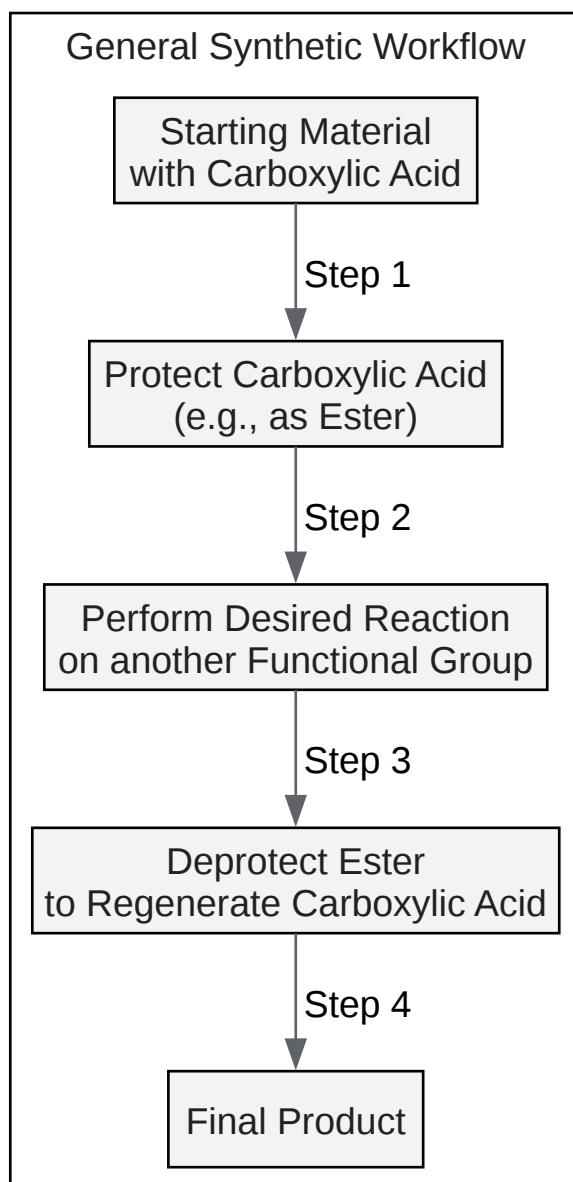 General Synthetic Workflow
Starting Material
with Carboxylic Acid
Step 1
Protect Carboxylic Acid
(e.g., as Ester)
Step 2
Perform Desired Reaction
on another Functional Group
Step 3
Deprotect Ester
to Regenerate Carboxylic Acid
Step 4
Final Product